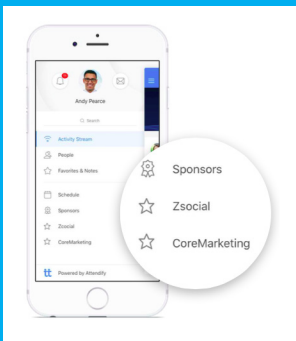 Andy Pearce
Search
Activity Stream
People
Favorites & Notes
Schedule
Sponsors
Zsocial
CoreMarketing
Powered by Attendify
Sponsors
Zsocial
CoreMarketing